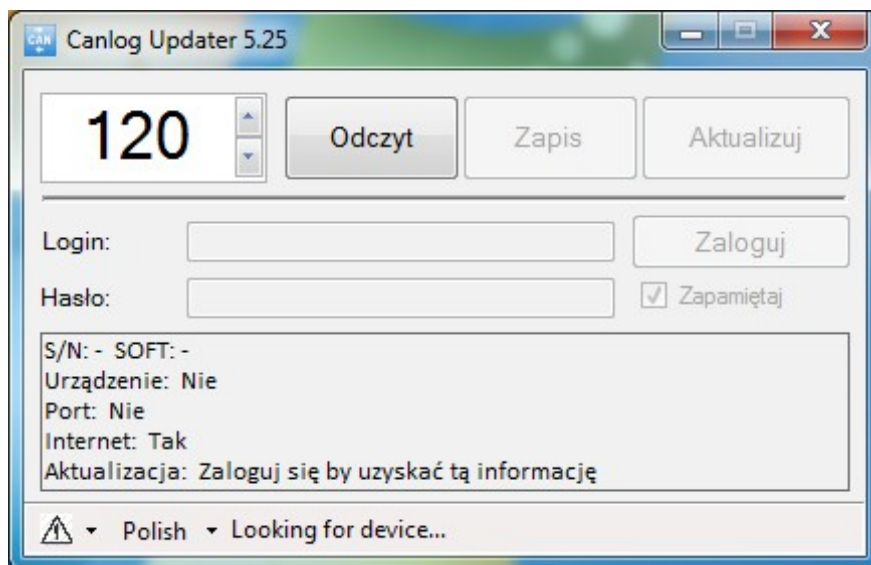 CAN
Canlog Updater 5.25
120 Odczyt Zapis Aktualizuj
Login: Zaloguj
Hasło: Zapamiętaj
S/N: - SOFT: -
Urządzenie: Nie
Port: Nie
Internet: Tak
Aktualizacja: Zaloguj się by uzyskać tą informację
Polish Looking for device...